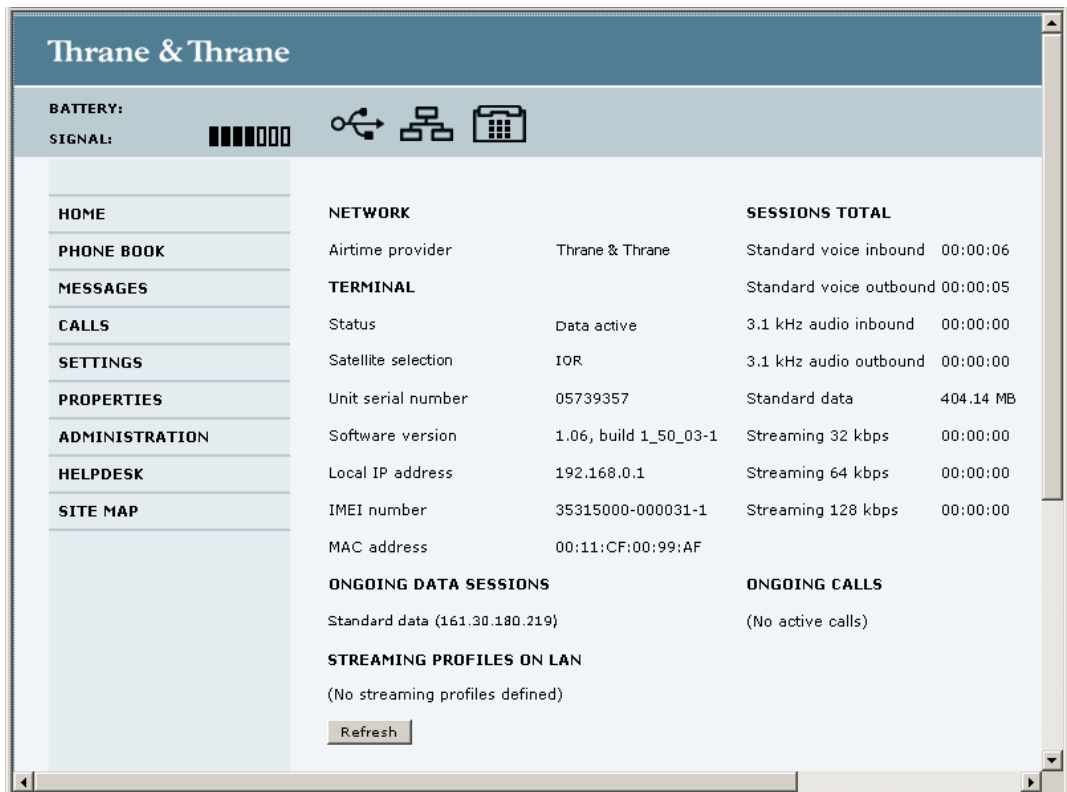 Thrane & Thrane
BATTERY:
SIGNAL:
HOME
PHONE BOOK
MESSAGES
CALLS
SETTINGS
PROPERTIES
ADMINISTRATION
HELPDESK
SITE MAP
NETWORK
Airtime provider Thrane & Thrane
TERMINAL
Status Data active
Satellite selection IOR
Unit serial number 05739357
Software version 1.06, build 1_50_03-1
Local IP address 192.168.0.1
IMEI number 35315000-000031-1
MAC address 00:11:CF:00:99:AF
ONGOING DATA SESSIONS
Standard data (161.30.180.219)
STREAMING PROFILES ON LAN
(No streaming profiles defined)
Refresh
SESSIONS TOTAL
Standard voice inbound 00:00:06
Standard voice outbound 00:00:05
3.1 kHz audio inbound 00:00:00
3.1 kHz audio outbound 00:00:00
Standard data 404.14 MB
Streaming 32 kbps 00:00:00
Streaming 64 kbps 00:00:00
Streaming 128 kbps 00:00:00
ONGOING CALLS
(No active calls)